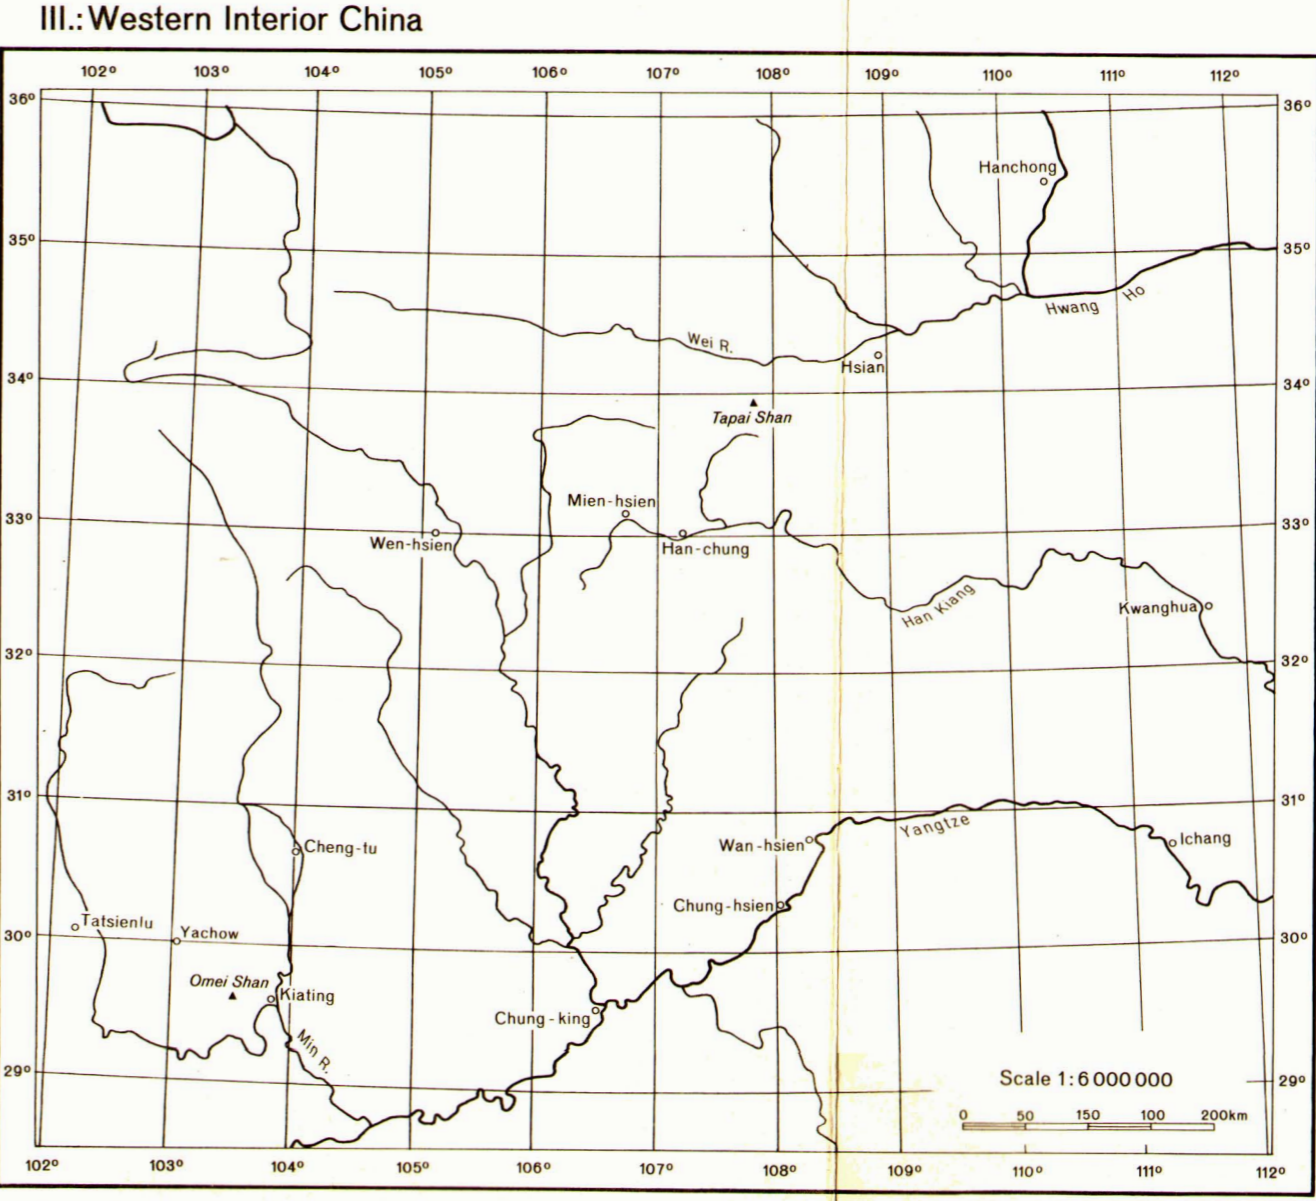 III.: Western Interior China
102° 103° 104° 105° 106° 107° 108° 109° 110° 111° 112°
36° 36°
Hanchong
35° 35°
Hwang Ho
Wei R.
Hsian
34° 34°
Tapai Shan
Mien-hsien
33° 33°
Wen-hsien
Han-chung
Han Kiang
Kwanghua
32° 32°
31° 31°
Yangtze
Cheng-tu
Wan-hsien
Ichang
Chung-hsien
Tatsienlu
Yachow
30° 30°
Omei Shan
Kiating
Chung-king
Min R.
29° 29°
Scale 1:6 000 000
0 50 150 100 200km
102° 103° 104° 105° 106° 107° 108° 109° 110° 111° 112°